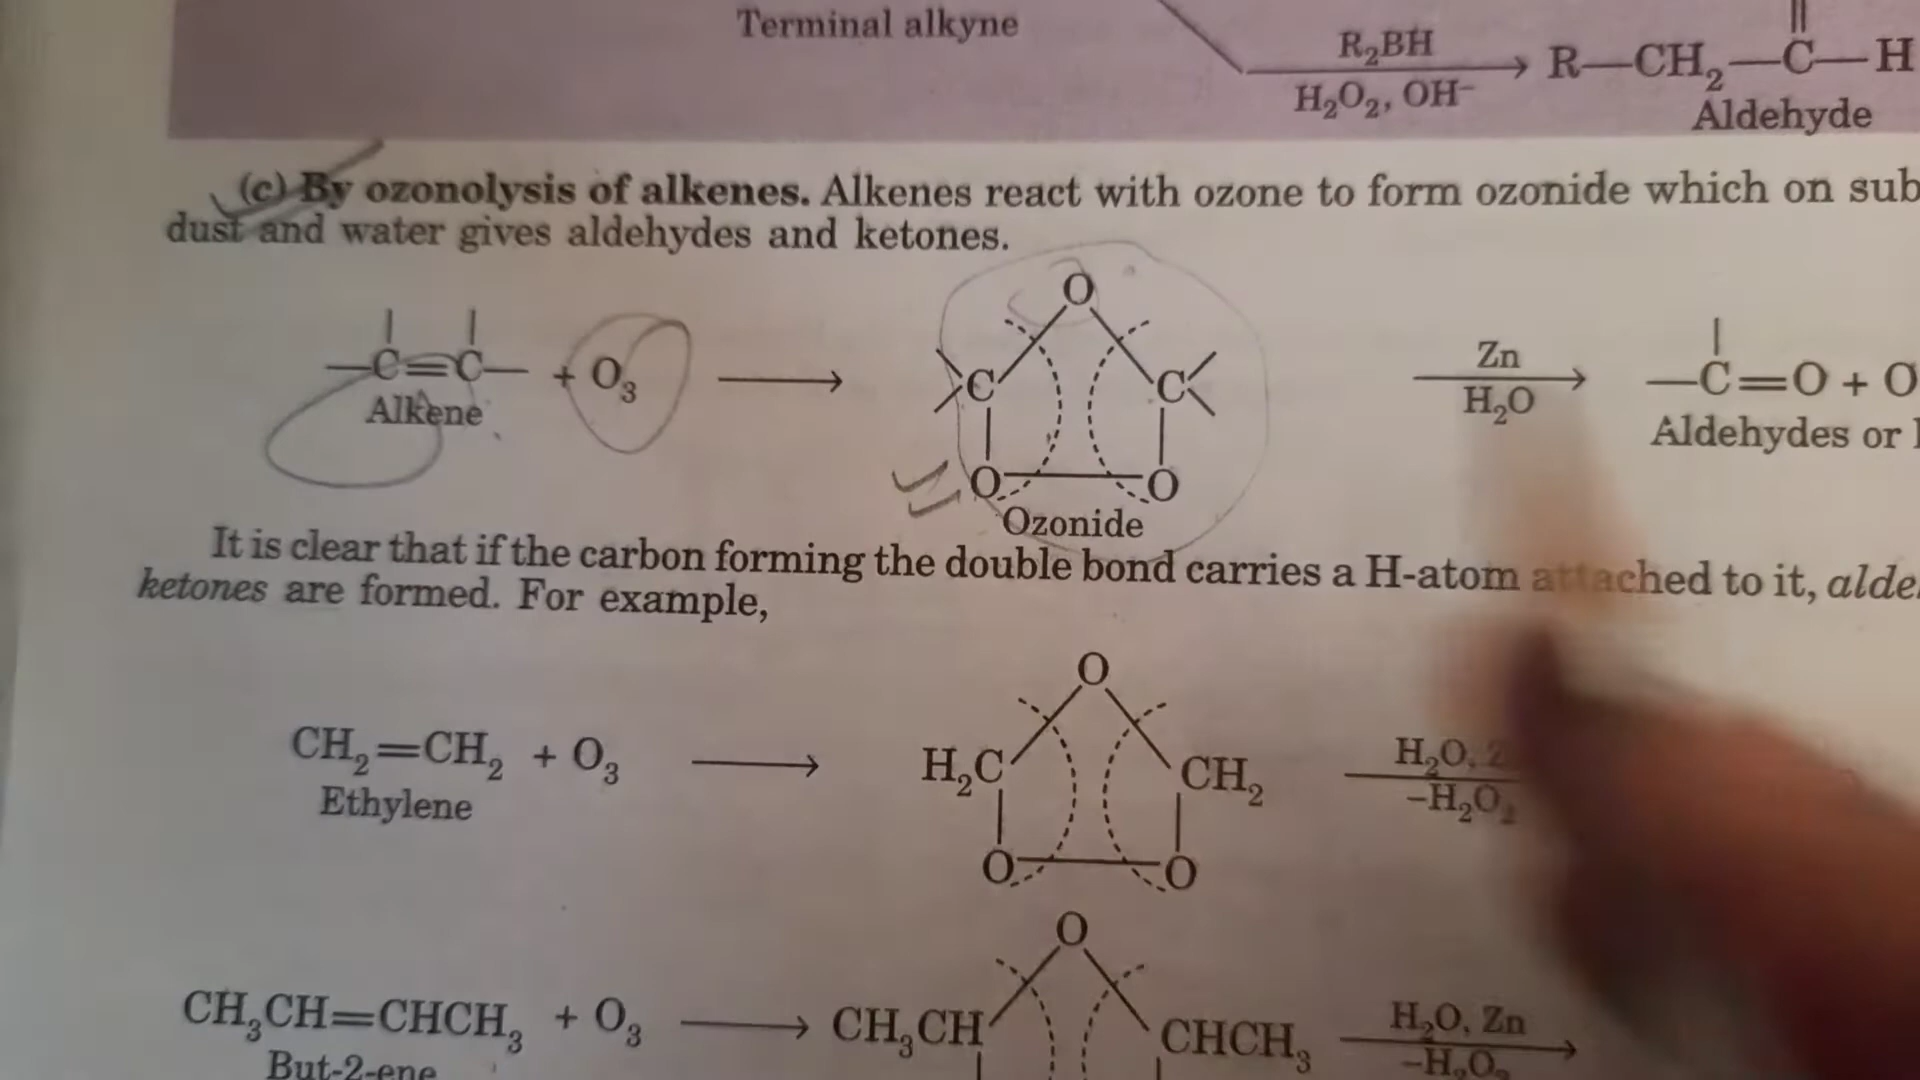 Terminal alkyne
R₂BH
H₂O₂, OH⁻
R—CH₂—C—H
Aldehyde
(c) By ozonolysis of alkenes. Alkenes react with ozone to form ozonide which on
dust and water gives aldehydes and ketones.
—C=C— + O₃
Alkene
O
C C
O O
Ozonide
Zn
H₂O
—C=O + O
Aldehydes or
It is clear that if the carbon forming the double bond carries a H-atom attached to it,
ketones are formed. For example,
CH₂=CH₂ + O₃
Ethylene
O
H₂C CH₂
O O
H₂O,
–H₂O₂
CH₃CH=CHCH₃ + O₃
But-2-ene
O
CH₃CH CHCH₃
H₂O, Zn
–H₂O₂